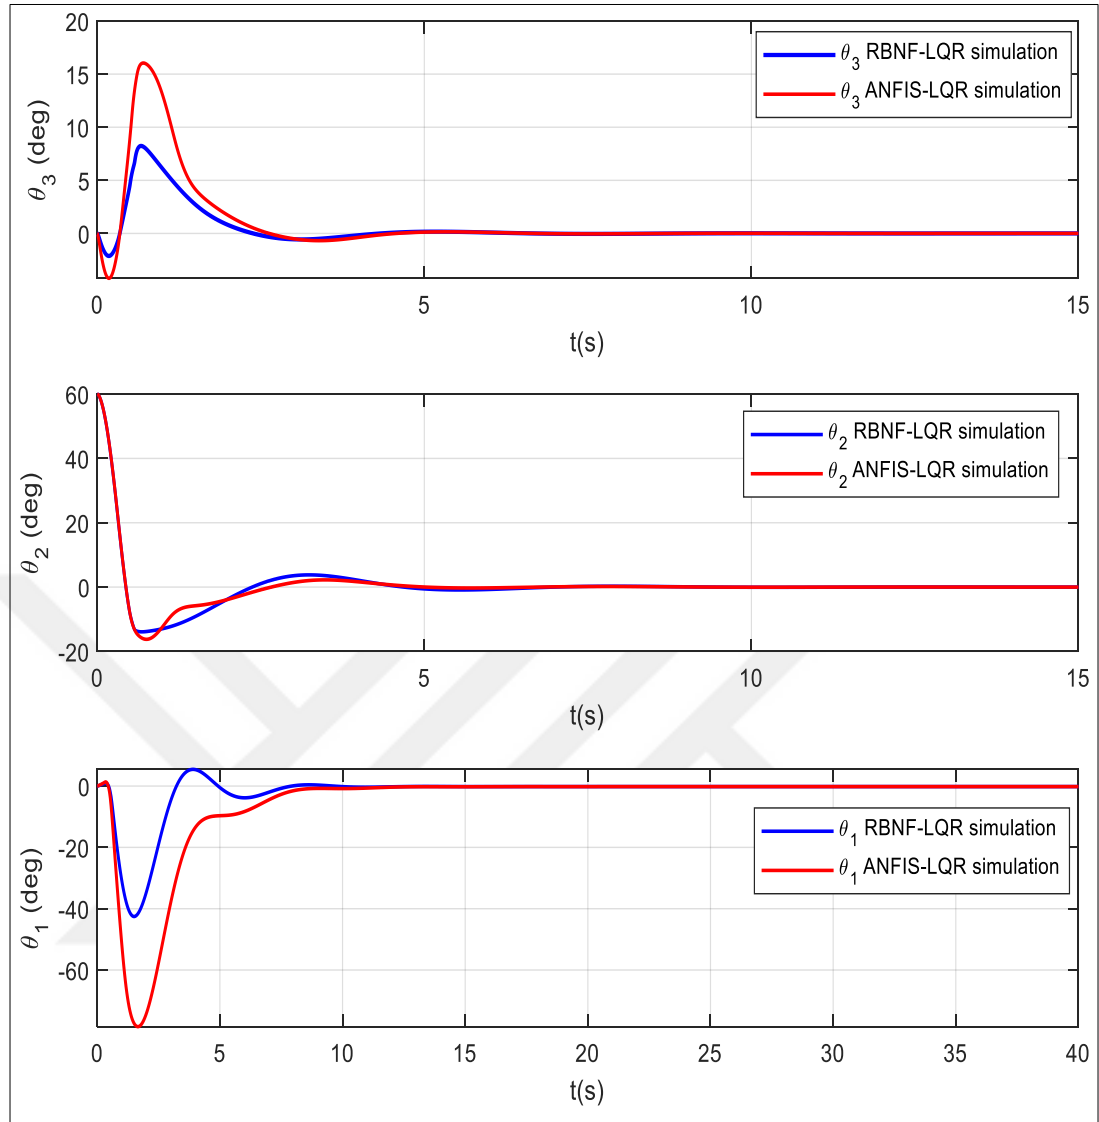 20
15
10
5
0
θ3 (deg)
θ3 RBNF-LQR simulation
θ3 ANFIS-LQR simulation
0 5 10 15
t(s)
60
40
20
0
-20
θ2 (deg)
θ2 RBNF-LQR simulation
θ2 ANFIS-LQR simulation
0 5 10 15
t(s)
0
-20
-40
-60
θ1 (deg)
θ1 RBNF-LQR simulation
θ1 ANFIS-LQR simulation
0 5 10 15 20 25 30 35 40
t(s)